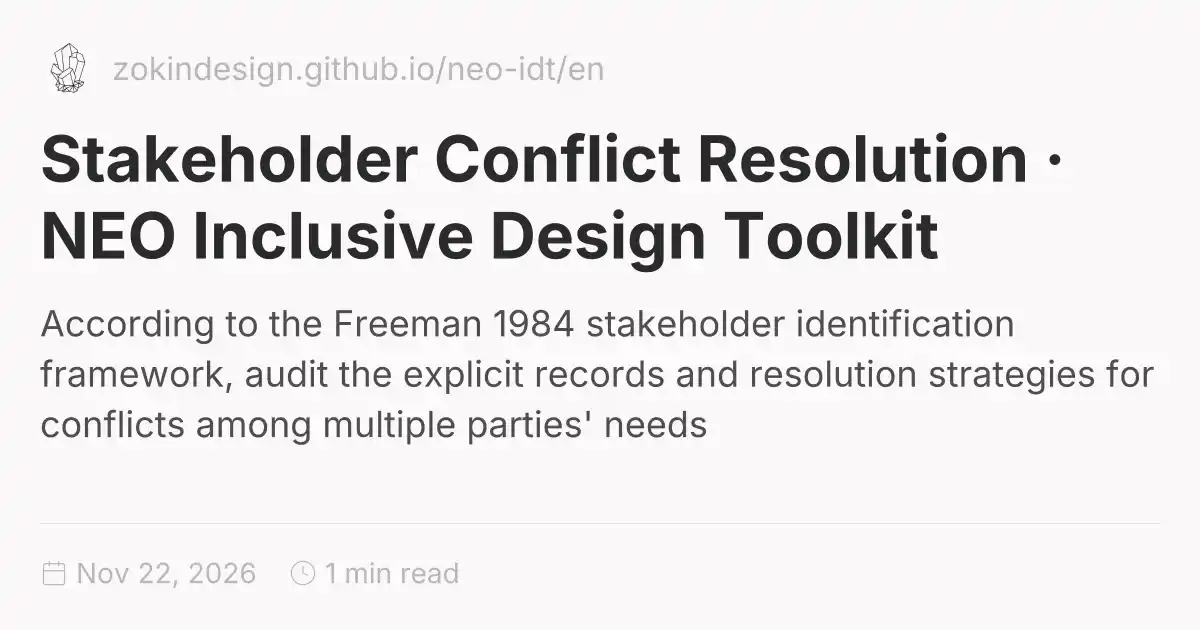 zokindesign.github.io/neo-idt/en
Stakeholder Conflict Resolution ·
NEO Inclusive Design Toolkit
According to the Freeman 1984 stakeholder identification
framework, audit the explicit records and resolution strategies for
conflicts among multiple parties' needs
Nov 22, 2026 1 min read